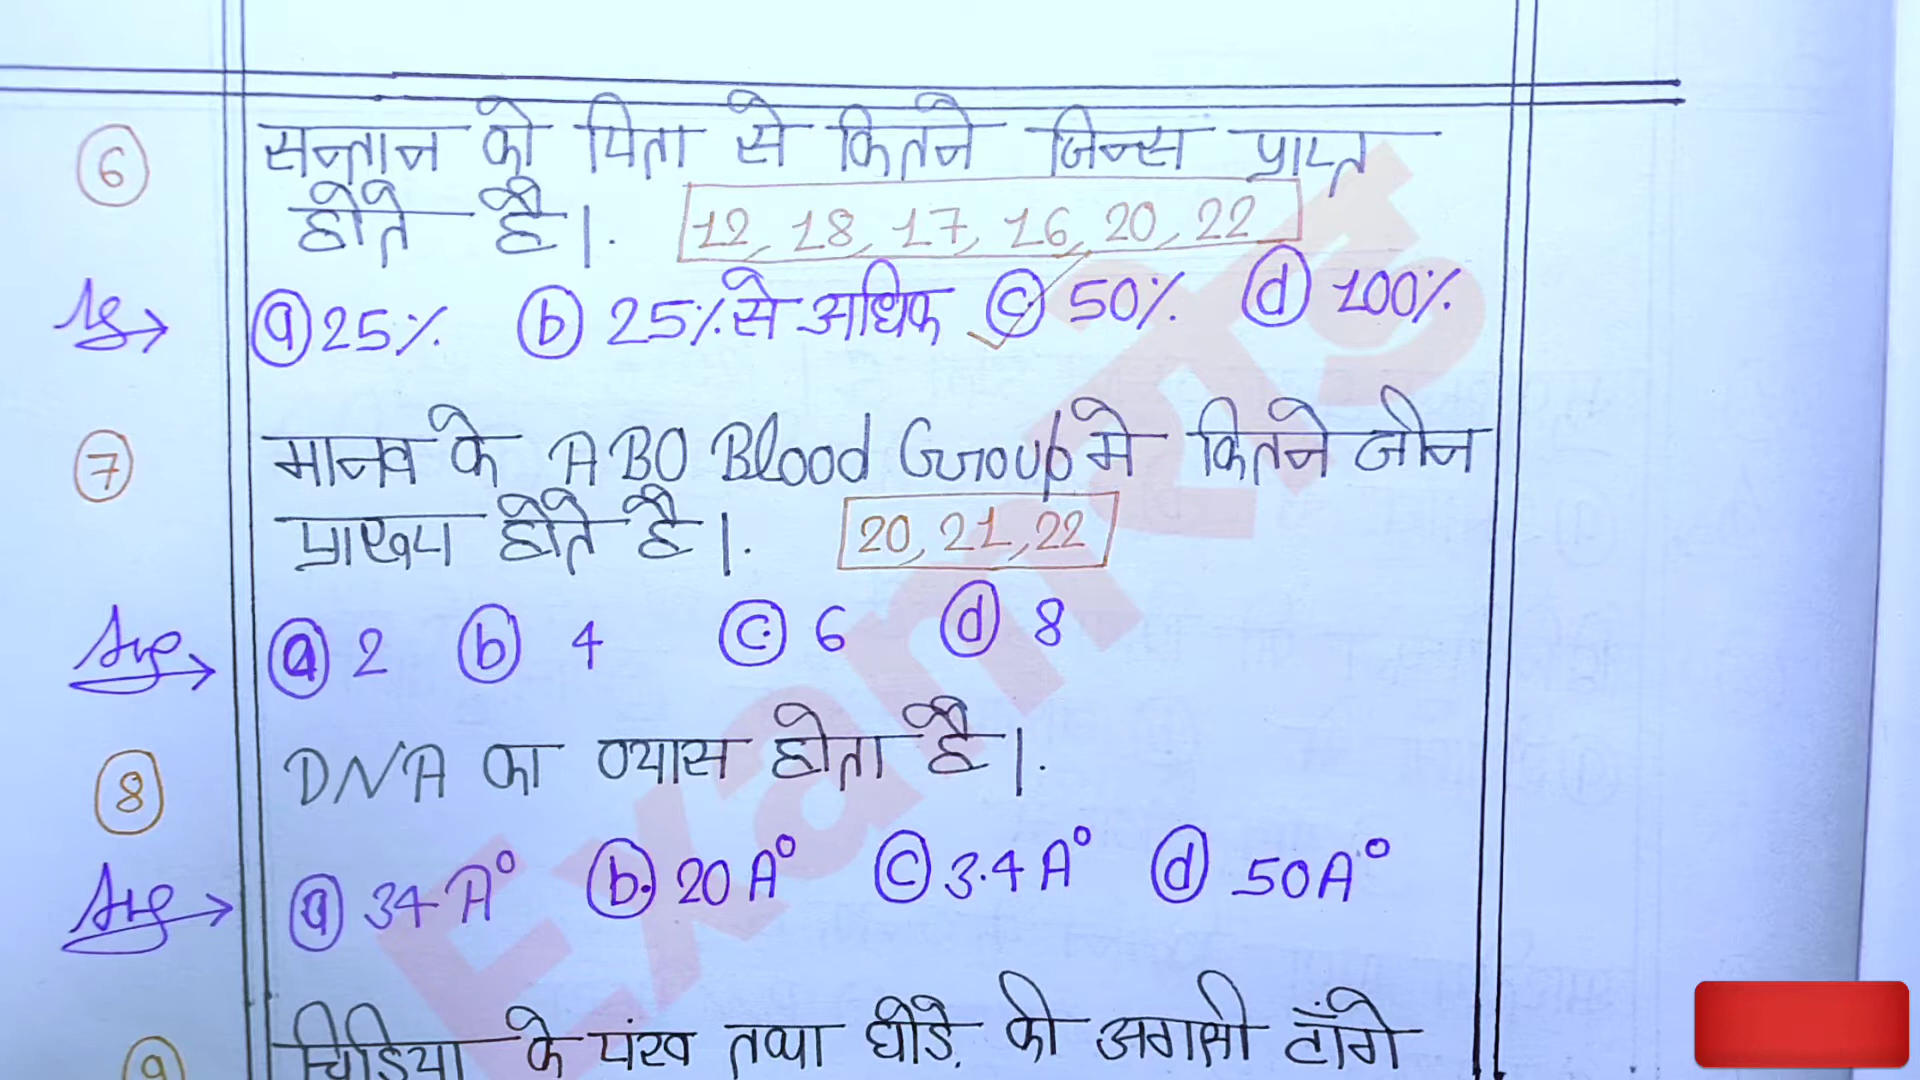 6 सन्तान को पिता से कितने जिन्स प्राप्त
होते है।. 12, 18, 17, 16, 20, 22
Ans → a 25% b 25% से अधिक c 50% d 100%
7 मानव के ABO Blood Group मे कितने जीन
प्रारूप होते है।. 20, 21, 22
Ans → a 2 b 4 c 6 d 8
8 DNA का व्यास होता है।.
Ans → a 34 A° b 20 A° c 3.4 A° d 50 A°
9 चिडिया के पंख तथा घोडे की अगली टाँगे
ExamRTS